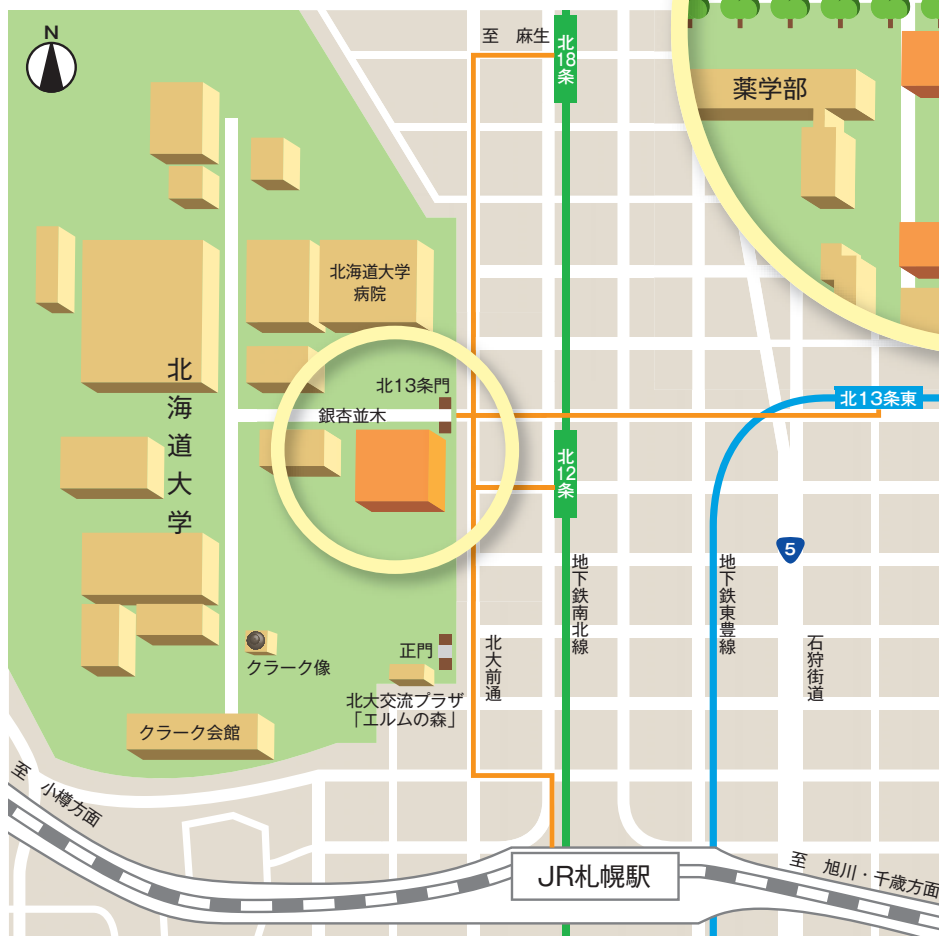 N
至 麻生
北18条
薬学部
北海道大学
病院
北海道大学
北13条門
銀杏並木
北13条東
北12条
5
地下鉄南北線
地下鉄東豊線
石狩街道
北大前通
正門
クラーク像
北大交流プラザ
「エルムの森」
クラーク会館
至 小樽方面
JR札幌駅
至 旭川・千歳方面